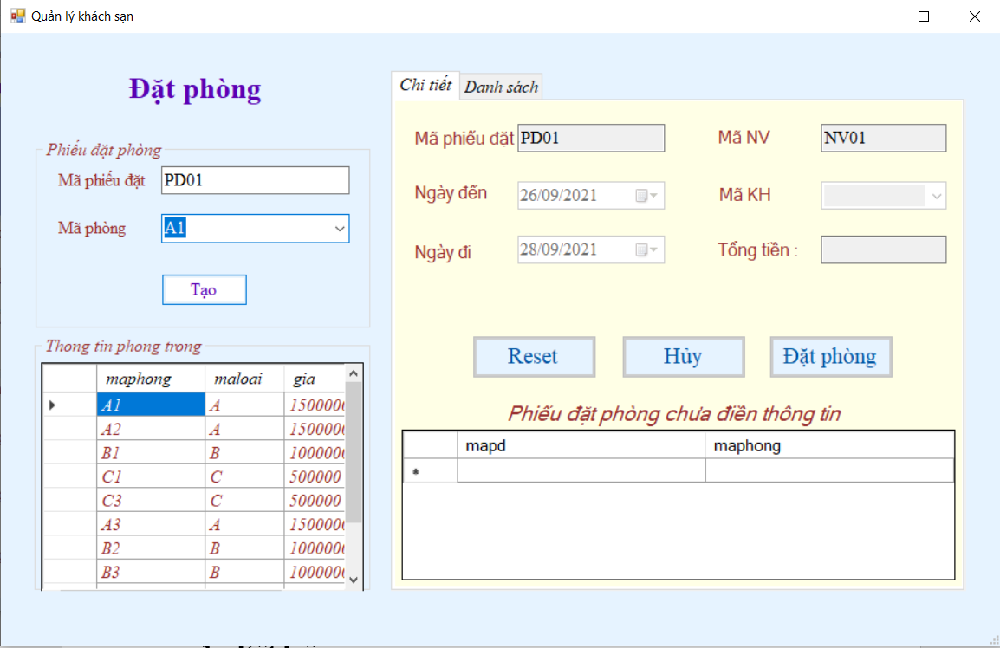 Quản lý khách sạn
Đặt phòng
Phiếu đặt phòng
Mã phiếu đặt PD01
Mã phòng A1
Tạo
Thong tin phong trong
maphong maloai gia
A1 A 1500000
A2 A 1500000
B1 B 1000000
C1 C 500000
C3 C 500000
A3 A 1500000
B2 B 1000000
B3 B 1000000
Chi tiết Danh sách
Mã phiếu đặt PD01 Mã NV NV01
Ngày đến 26/09/2021 Mã KH
Ngày đi 28/09/2021 Tổng tiền :
Reset Hủy Đặt phòng
Phiếu đặt phòng chưa điền thông tin
mapd maphong